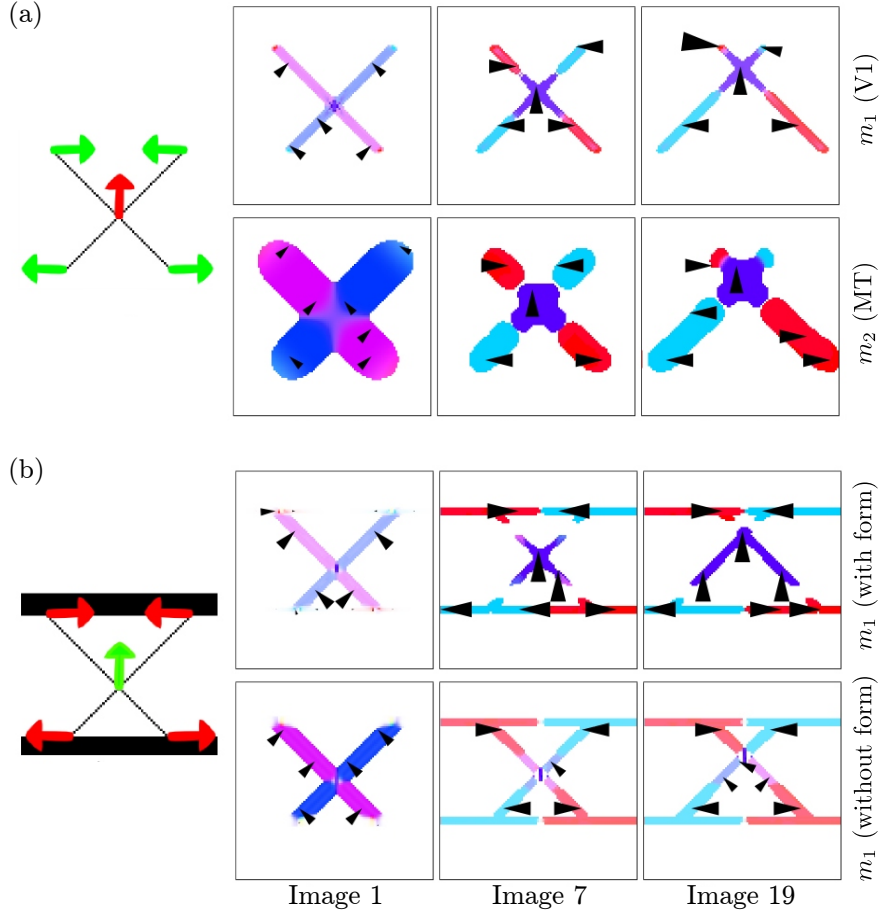 (a)
m₁ (V1)
m₂ (MT)
(b)
m₁ (with form)
m₁ (without form)
Image 1
Image 7
Image 19